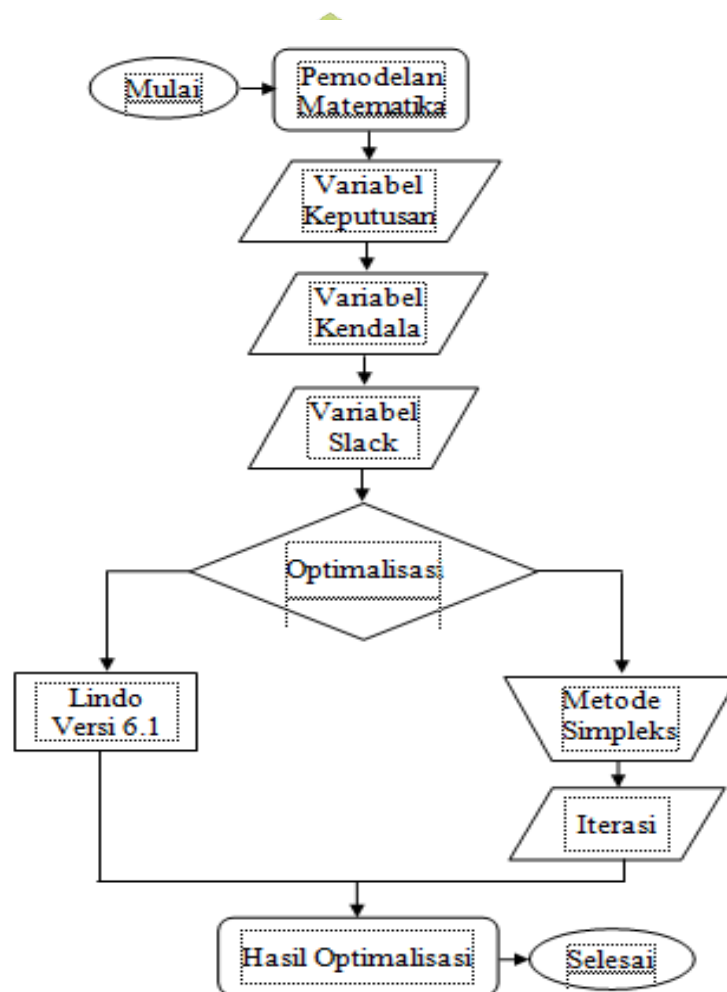 Mulai
Pemodelan
Matematika
Variabel
Keputusan
Variabel
Kendala
Variabel
Slack
Optimalisasi
Lindo
Versi 6.1
Metode
Simpleks
Iterasi
Hasil Optimalisasi
Selesai